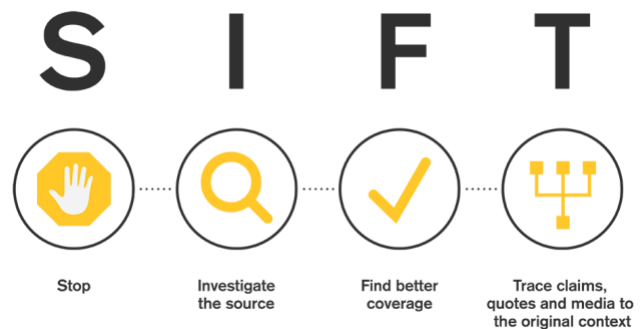 S I F T
Stop
Investigate
the source
Find better
coverage
Trace claims,
quotes and media to
the original context